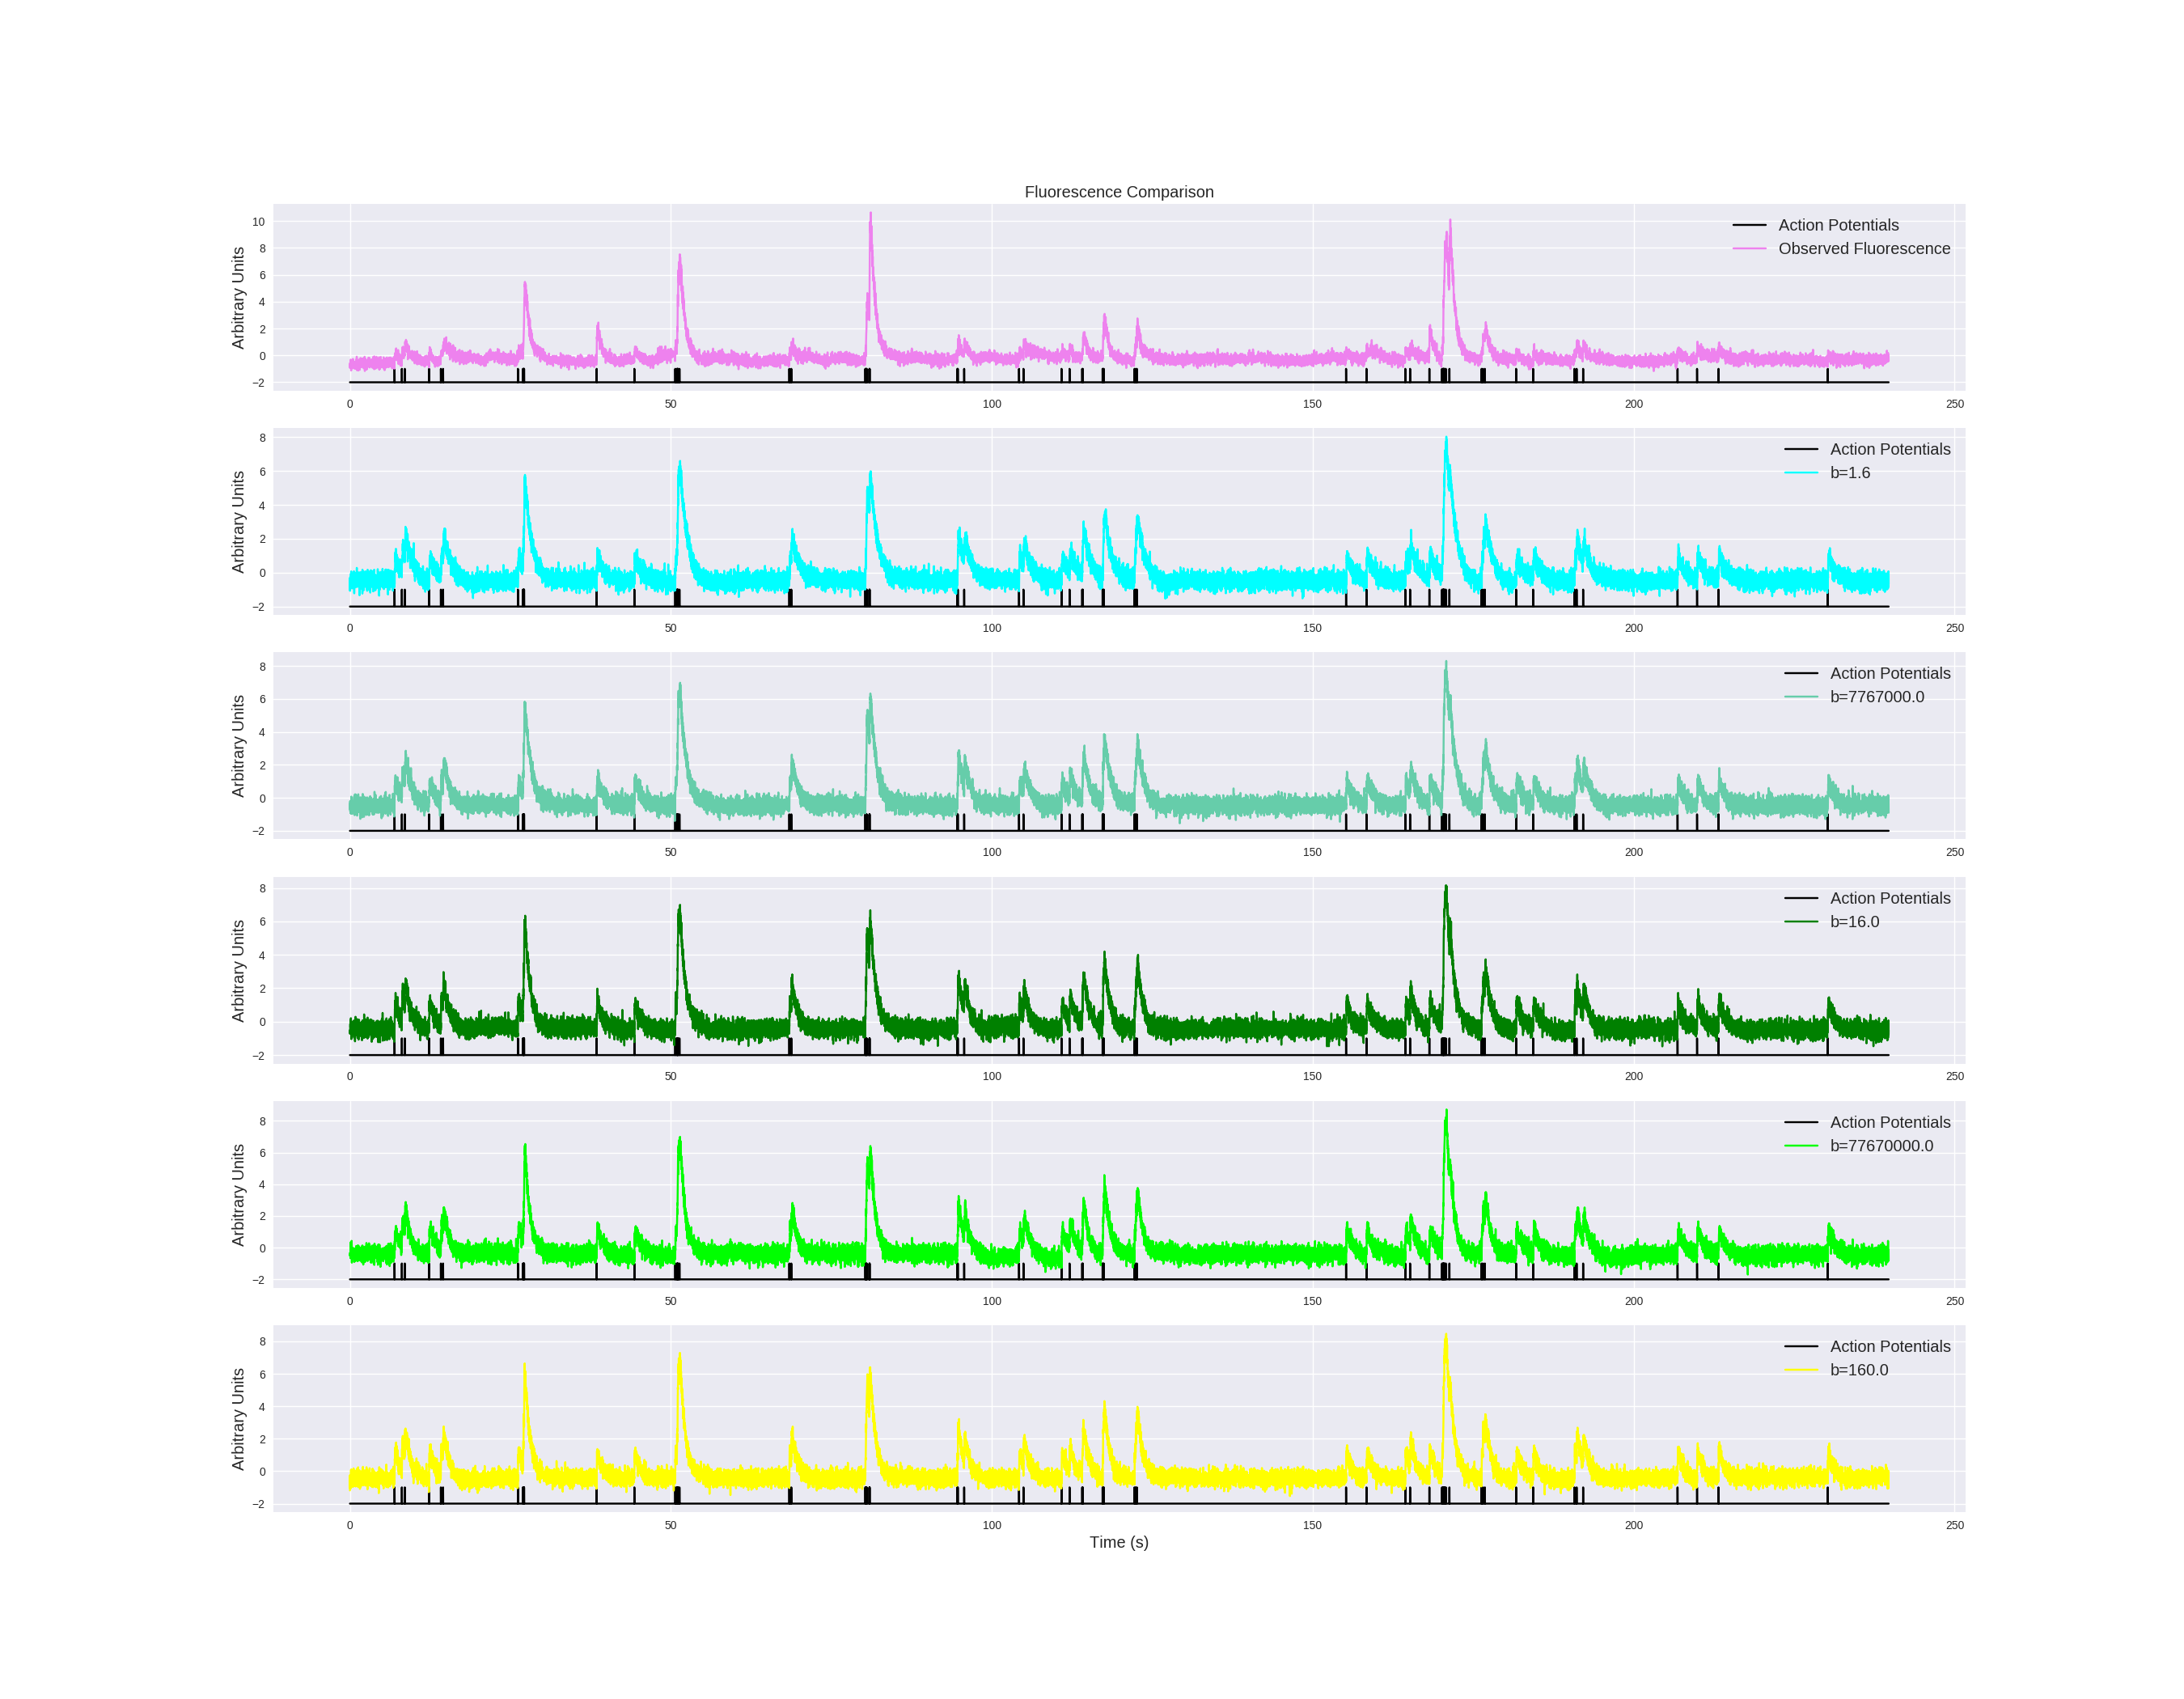 Fluorescence Comparison
Arbitrary Units
10
8
6
4
2
0
−2
Action Potentials
Observed Fluorescence
0 50 100 150 200 250
Arbitrary Units
8
6
4
2
0
−2
Action Potentials
b=1.6
0 50 100 150 200 250
Arbitrary Units
8
6
4
2
0
−2
Action Potentials
b=7767000.0
0 50 100 150 200 250
Arbitrary Units
8
6
4
2
0
−2
Action Potentials
b=16.0
0 50 100 150 200 250
Arbitrary Units
8
6
4
2
0
−2
Action Potentials
b=77670000.0
0 50 100 150 200 250
Arbitrary Units
8
6
4
2
0
−2
Action Potentials
b=160.0
0 50 100 150 200 250
Time (s)